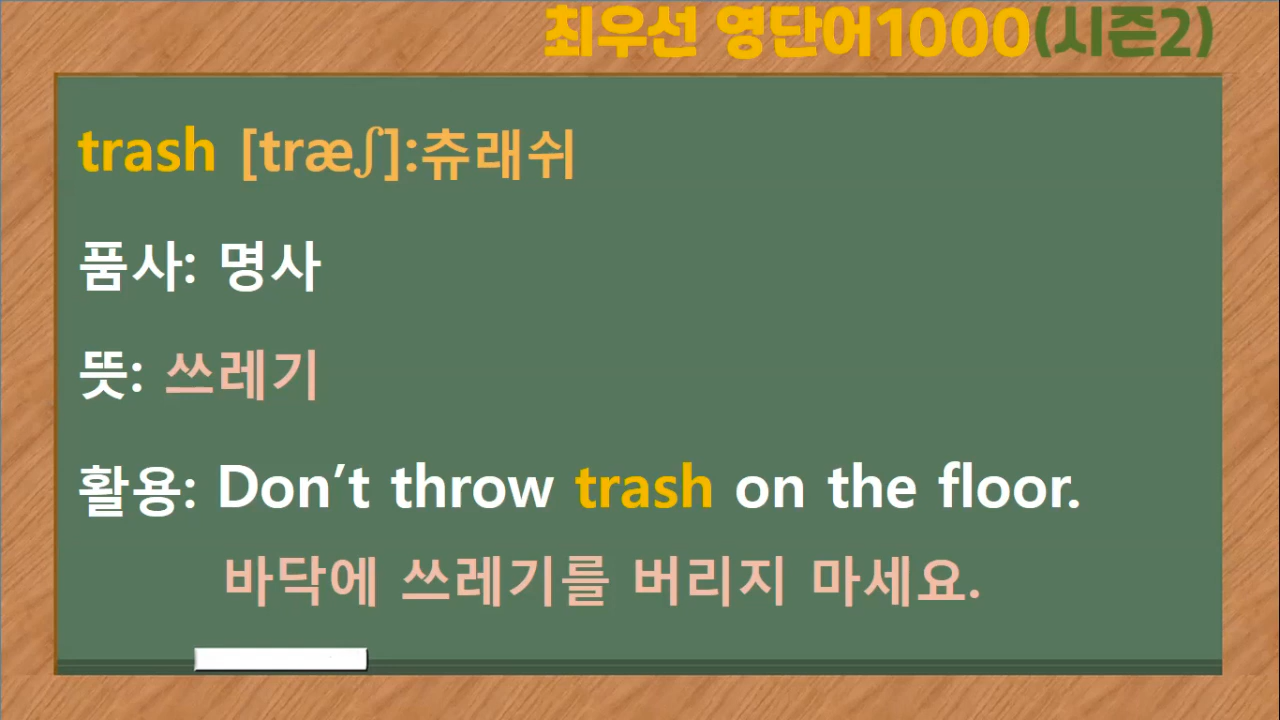 최우선 영단어1000(시즌2)
trash [træʃ]:츄래쉬
품사: 명사
뜻: 쓰레기
활용: Don’t throw trash on the floor.
바닥에 쓰레기를 버리지 마세요.